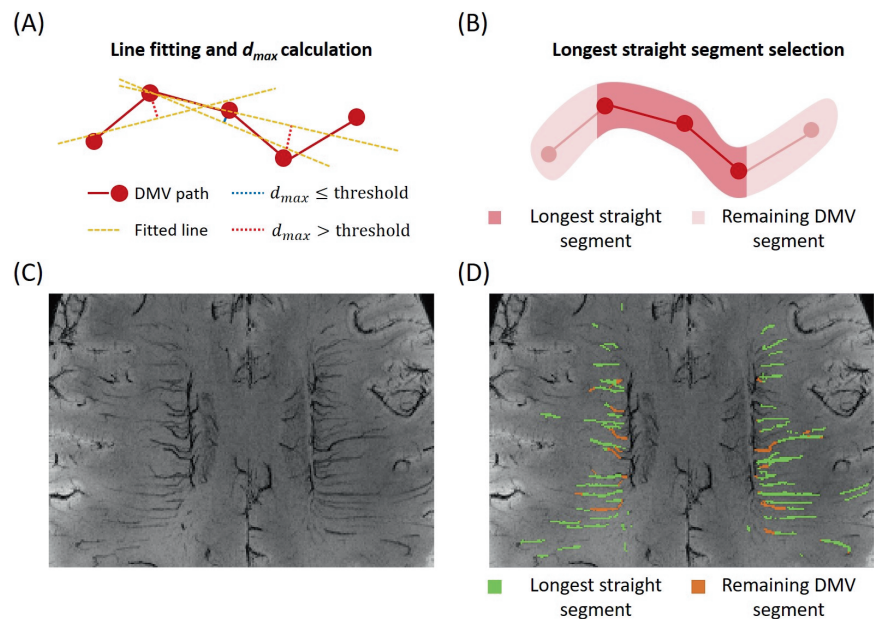 (A)
Line fitting and dmax calculation
DMV path
dmax ≤ threshold
Fitted line
dmax > threshold
(B)
Longest straight segment selection
Longest straight
segment
Remaining DMV
segment
(C)
(D)
Longest straight
segment
Remaining DMV
segment